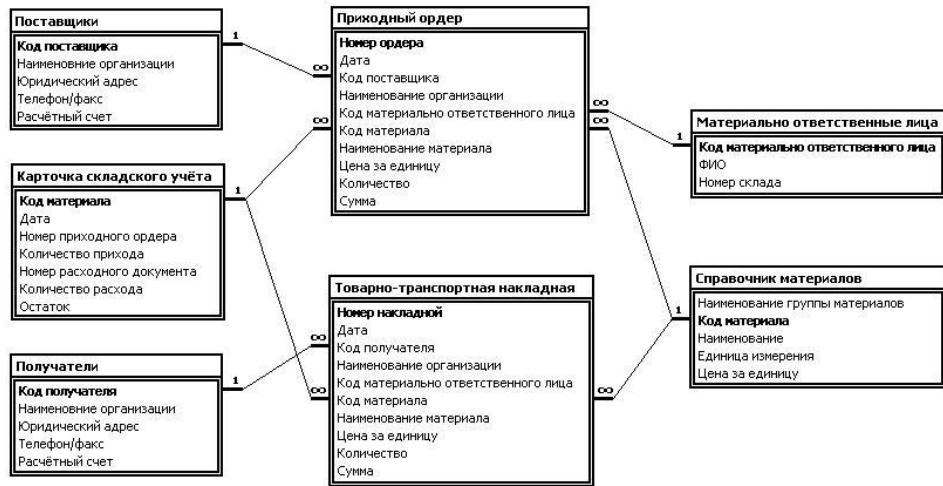 Поставщики
Код поставщика
Наименовние организации
Юридический адрес
Телефон/факс
Расчётный счет
1
∞
Приходный ордер
Номер ордера
Дата
Код поставщика
Наименование организации
Код материально ответственного лица
Код материала
Наименование материала
Цена за единицу
Количество
Сумма
∞
∞
∞
1
Материально ответственные лица
Код материально ответственного лица
ФИО
Номер склада
Карточка складского учёта
Код материала
Дата
Номер приходного ордера
Количество прихода
Номер расходного документа
Количество расхода
Остаток
1
Товарно-транспортная накладная
Номер накладной
Дата
Код получателя
Наименование организации
Код материально ответственного лица
Код материала
Наименование материала
Цена за единицу
Количество
Сумма
∞
∞
∞
1
Справочник материалов
Наименование группы материалов
Код материала
Наименование
Единица измерения
Цена за единицу
Получатели
Код получателя
Наименовние организации
Юридический адрес
Телефон/факс
Расчётный счет
1